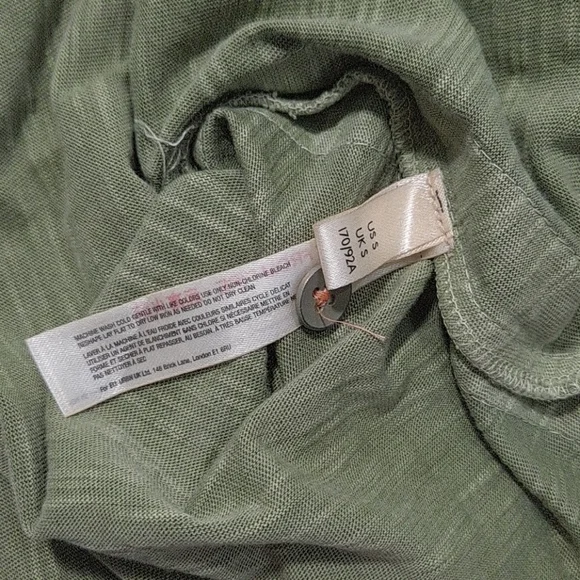 US S
UK S
170/92A
MACHINE WASH COLD GENTLE WITH LIKE COLORS USE ONLY NON-CHLORINE BLEACH
RESHAPE LAY FLAT TO DRY LOW IRON AS NEEDED DO NOT DRY CLEAN
LAVER À LA MACHINE À L'EAU FROIDE AVEC COULEURS SIMILAIRES CYCLE DÉLICAT
UTILISER UN AGENT DE BLANCHIMENT SANS CHLORE SI NÉCESSAIRE METTRE EN
FORME ET SÉCHER À PLAT REPASSER. AU BESOIN À BASSE TEMPÉRATURE
PAS NETTOYER À SEC
For EU: URBN UK Ltd. 146 Brick Lane, London E1 6RU